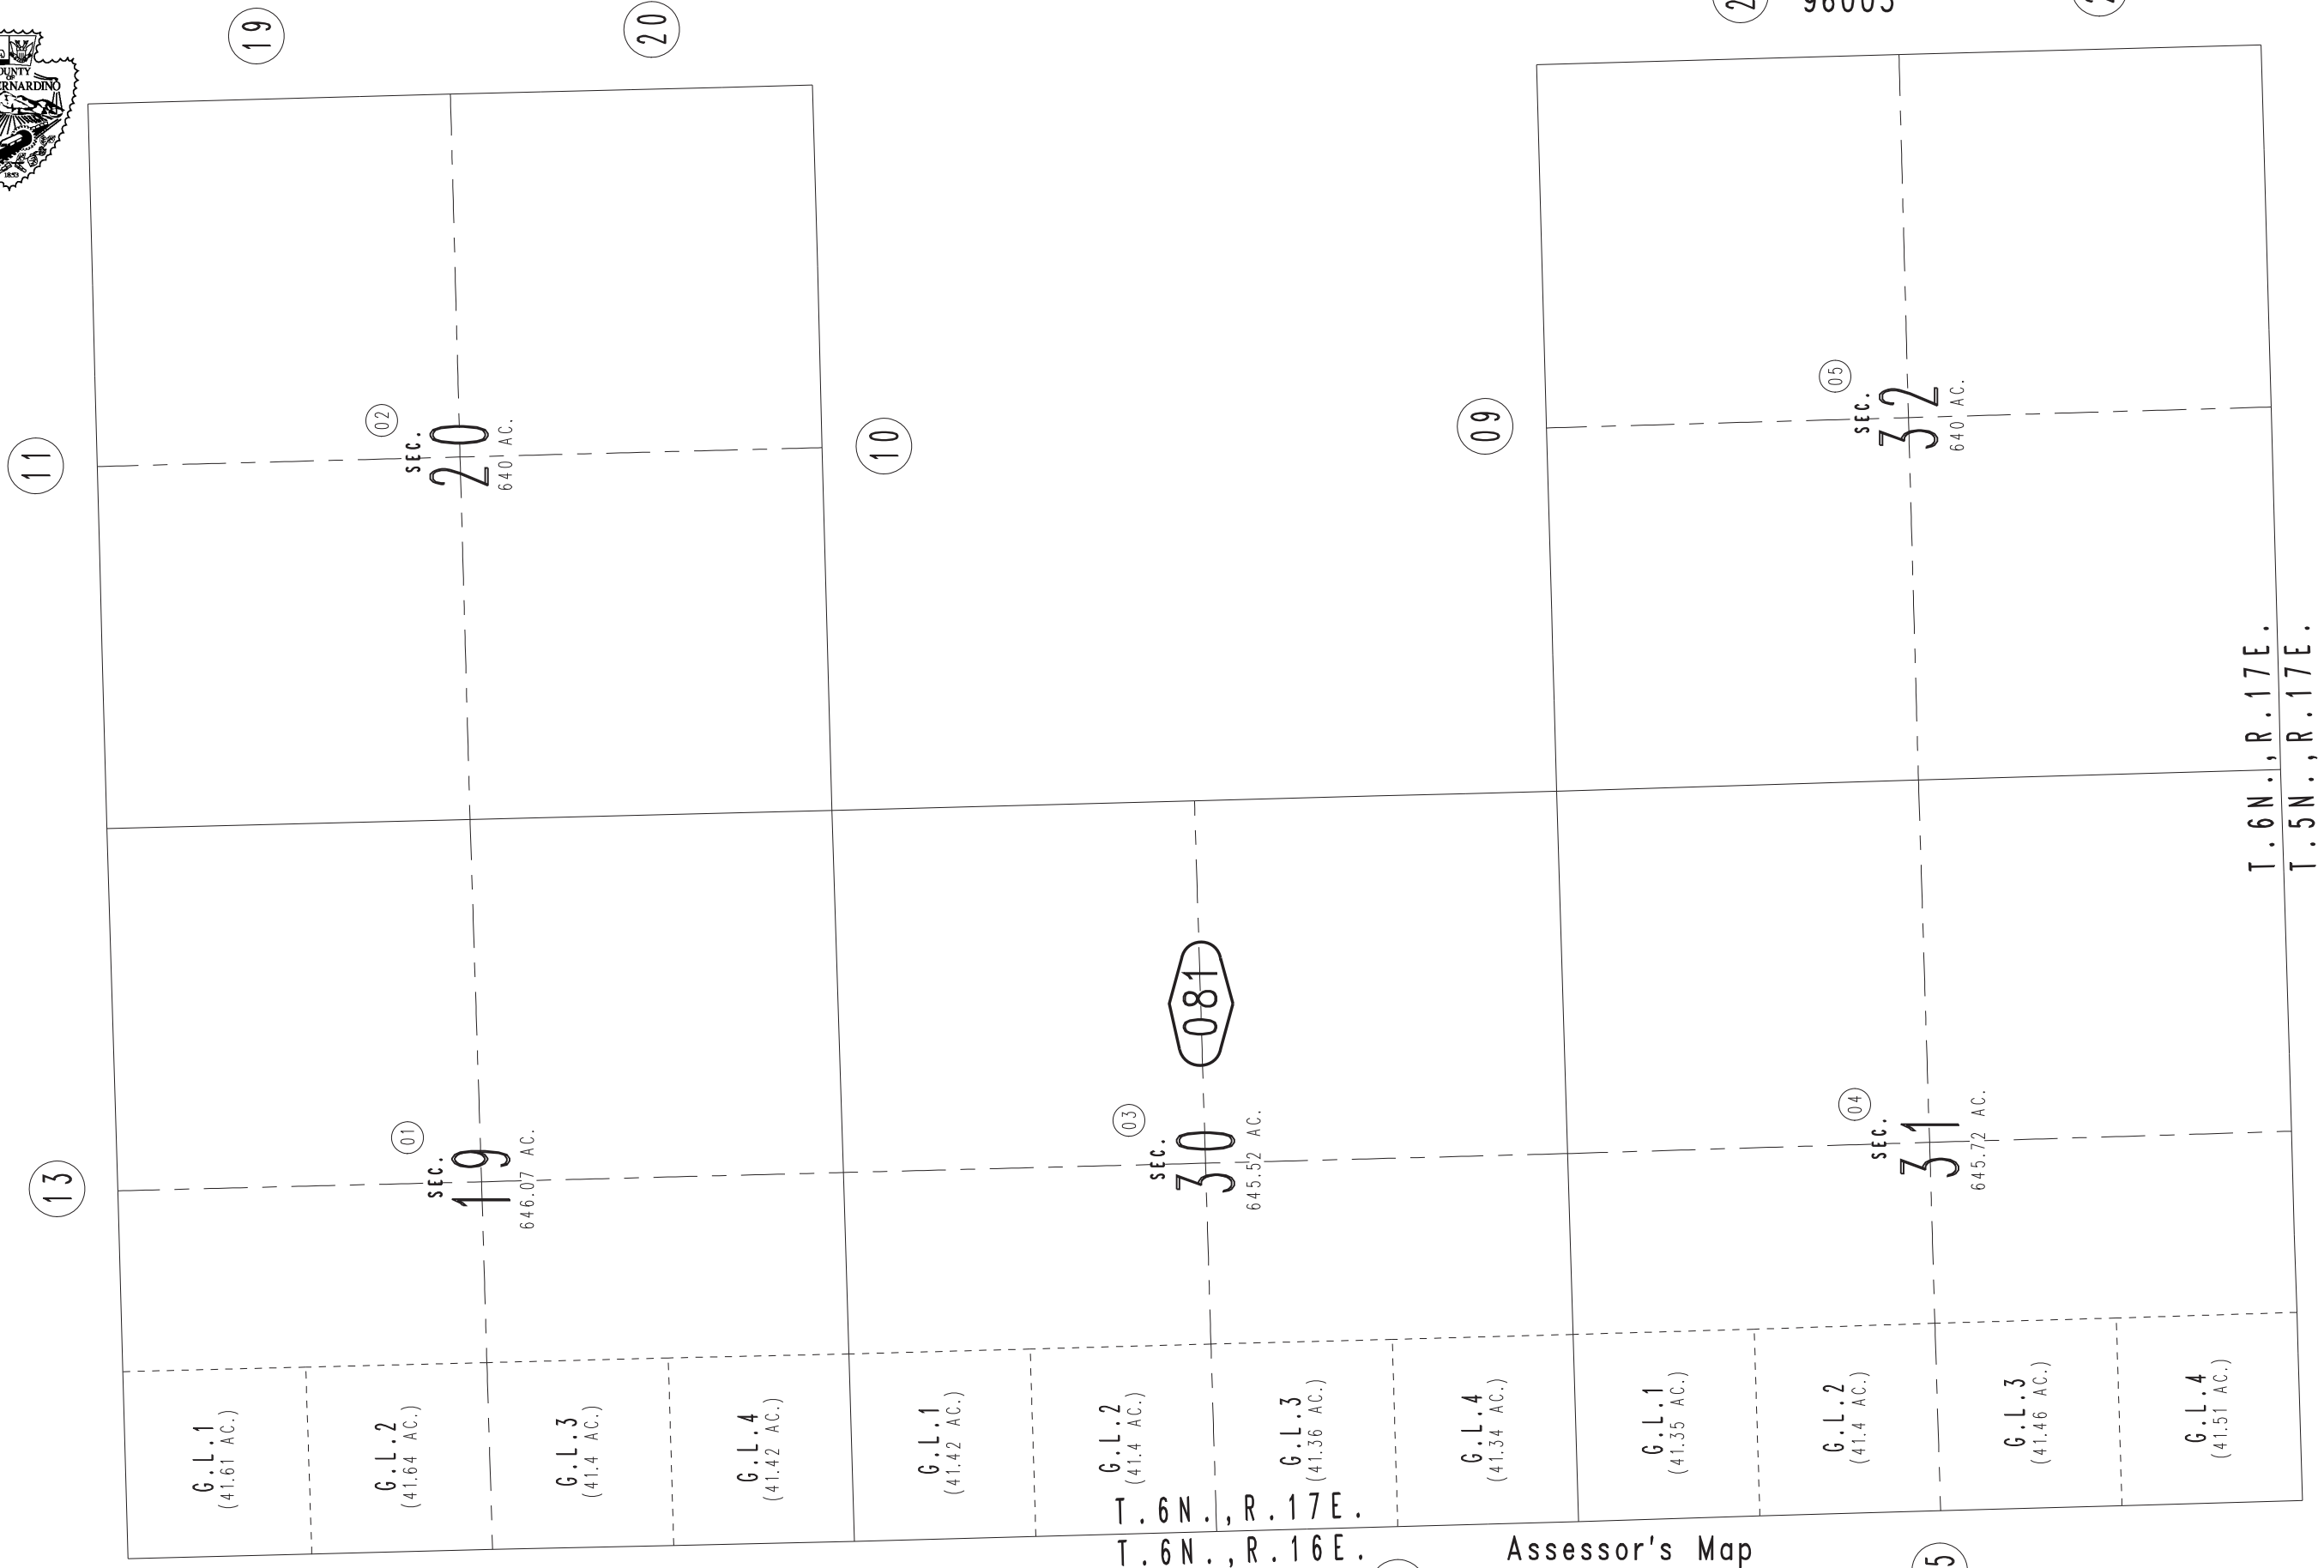 19
20
96005
COUNTY
OF
1853
11
02
SEC.
20
640 AC.
10
09
05
SEC.
32
640 AC.
T.6N.,R.17E.
T.5N.,R.17E.
13
01
SEC.
19
646.07 AC.
081
03
SEC.
30
645.52 AC.
04
SEC.
31
645.72 AC.
G.L.1
(41.61 AC.)
G.L.2
(41.64 AC.)
G.L.3
(41.4 AC.)
G.L.4
(41.42 AC.)
G.L.1
(41.42 AC.)
G.L.2
(41.4 AC.)
G.L.3
(41.36 AC.)
G.L.4
(41.34 AC.)
G.L.1
(41.35 AC.)
G.L.2
(41.4 AC.)
G.L.3
(41.46 AC.)
G.L.4
(41.51 AC.)
T.6N.,R.17E.
T.6N.,R.16E.
Assessor's Map